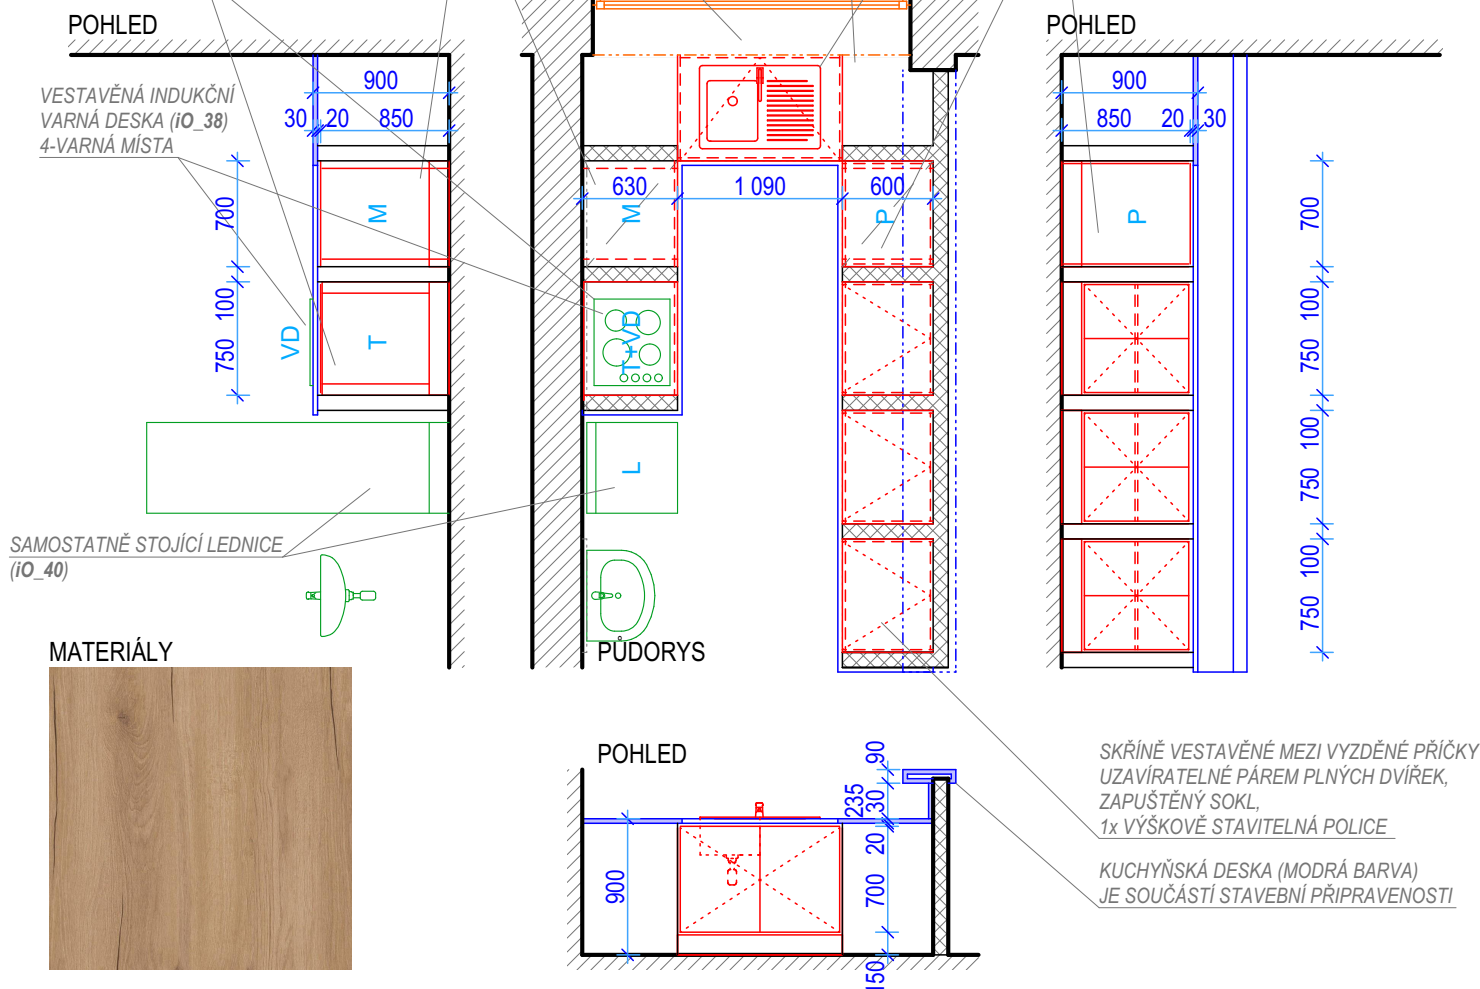 POHLED
POHLED
VESTAVĚNÁ INDUKČNÍ
VARNÁ DESKA (iO_38)
4-VARNÁ MÍSTA
900
30
20
850
700
100
750
VD
M
T
SAMOSTATNĚ STOJÍCÍ LEDNICE
(iO_40)
630
1 090
600
M
P
T+VD
L
PŮDORYS
900
850
20
30
P
700
100
750
100
750
100
750
MATERIÁLY
POHLED
90
235
30
20
700
150
900
SKŘÍNĚ VESTAVĚNÉ MEZI VYZDĚNÉ PŘÍČKY
UZAVÍRATELNÉ PÁREM PLNÝCH DVÍŘEK,
ZAPUŠTĚNÝ SOKL,
1x VÝŠKOVĚ STAVITELNÁ POLICE
KUCHYŇSKÁ DESKA (MODRÁ BARVA)
JE SOUČÁSTÍ STAVEBNÍ PŘIPRAVENOSTI